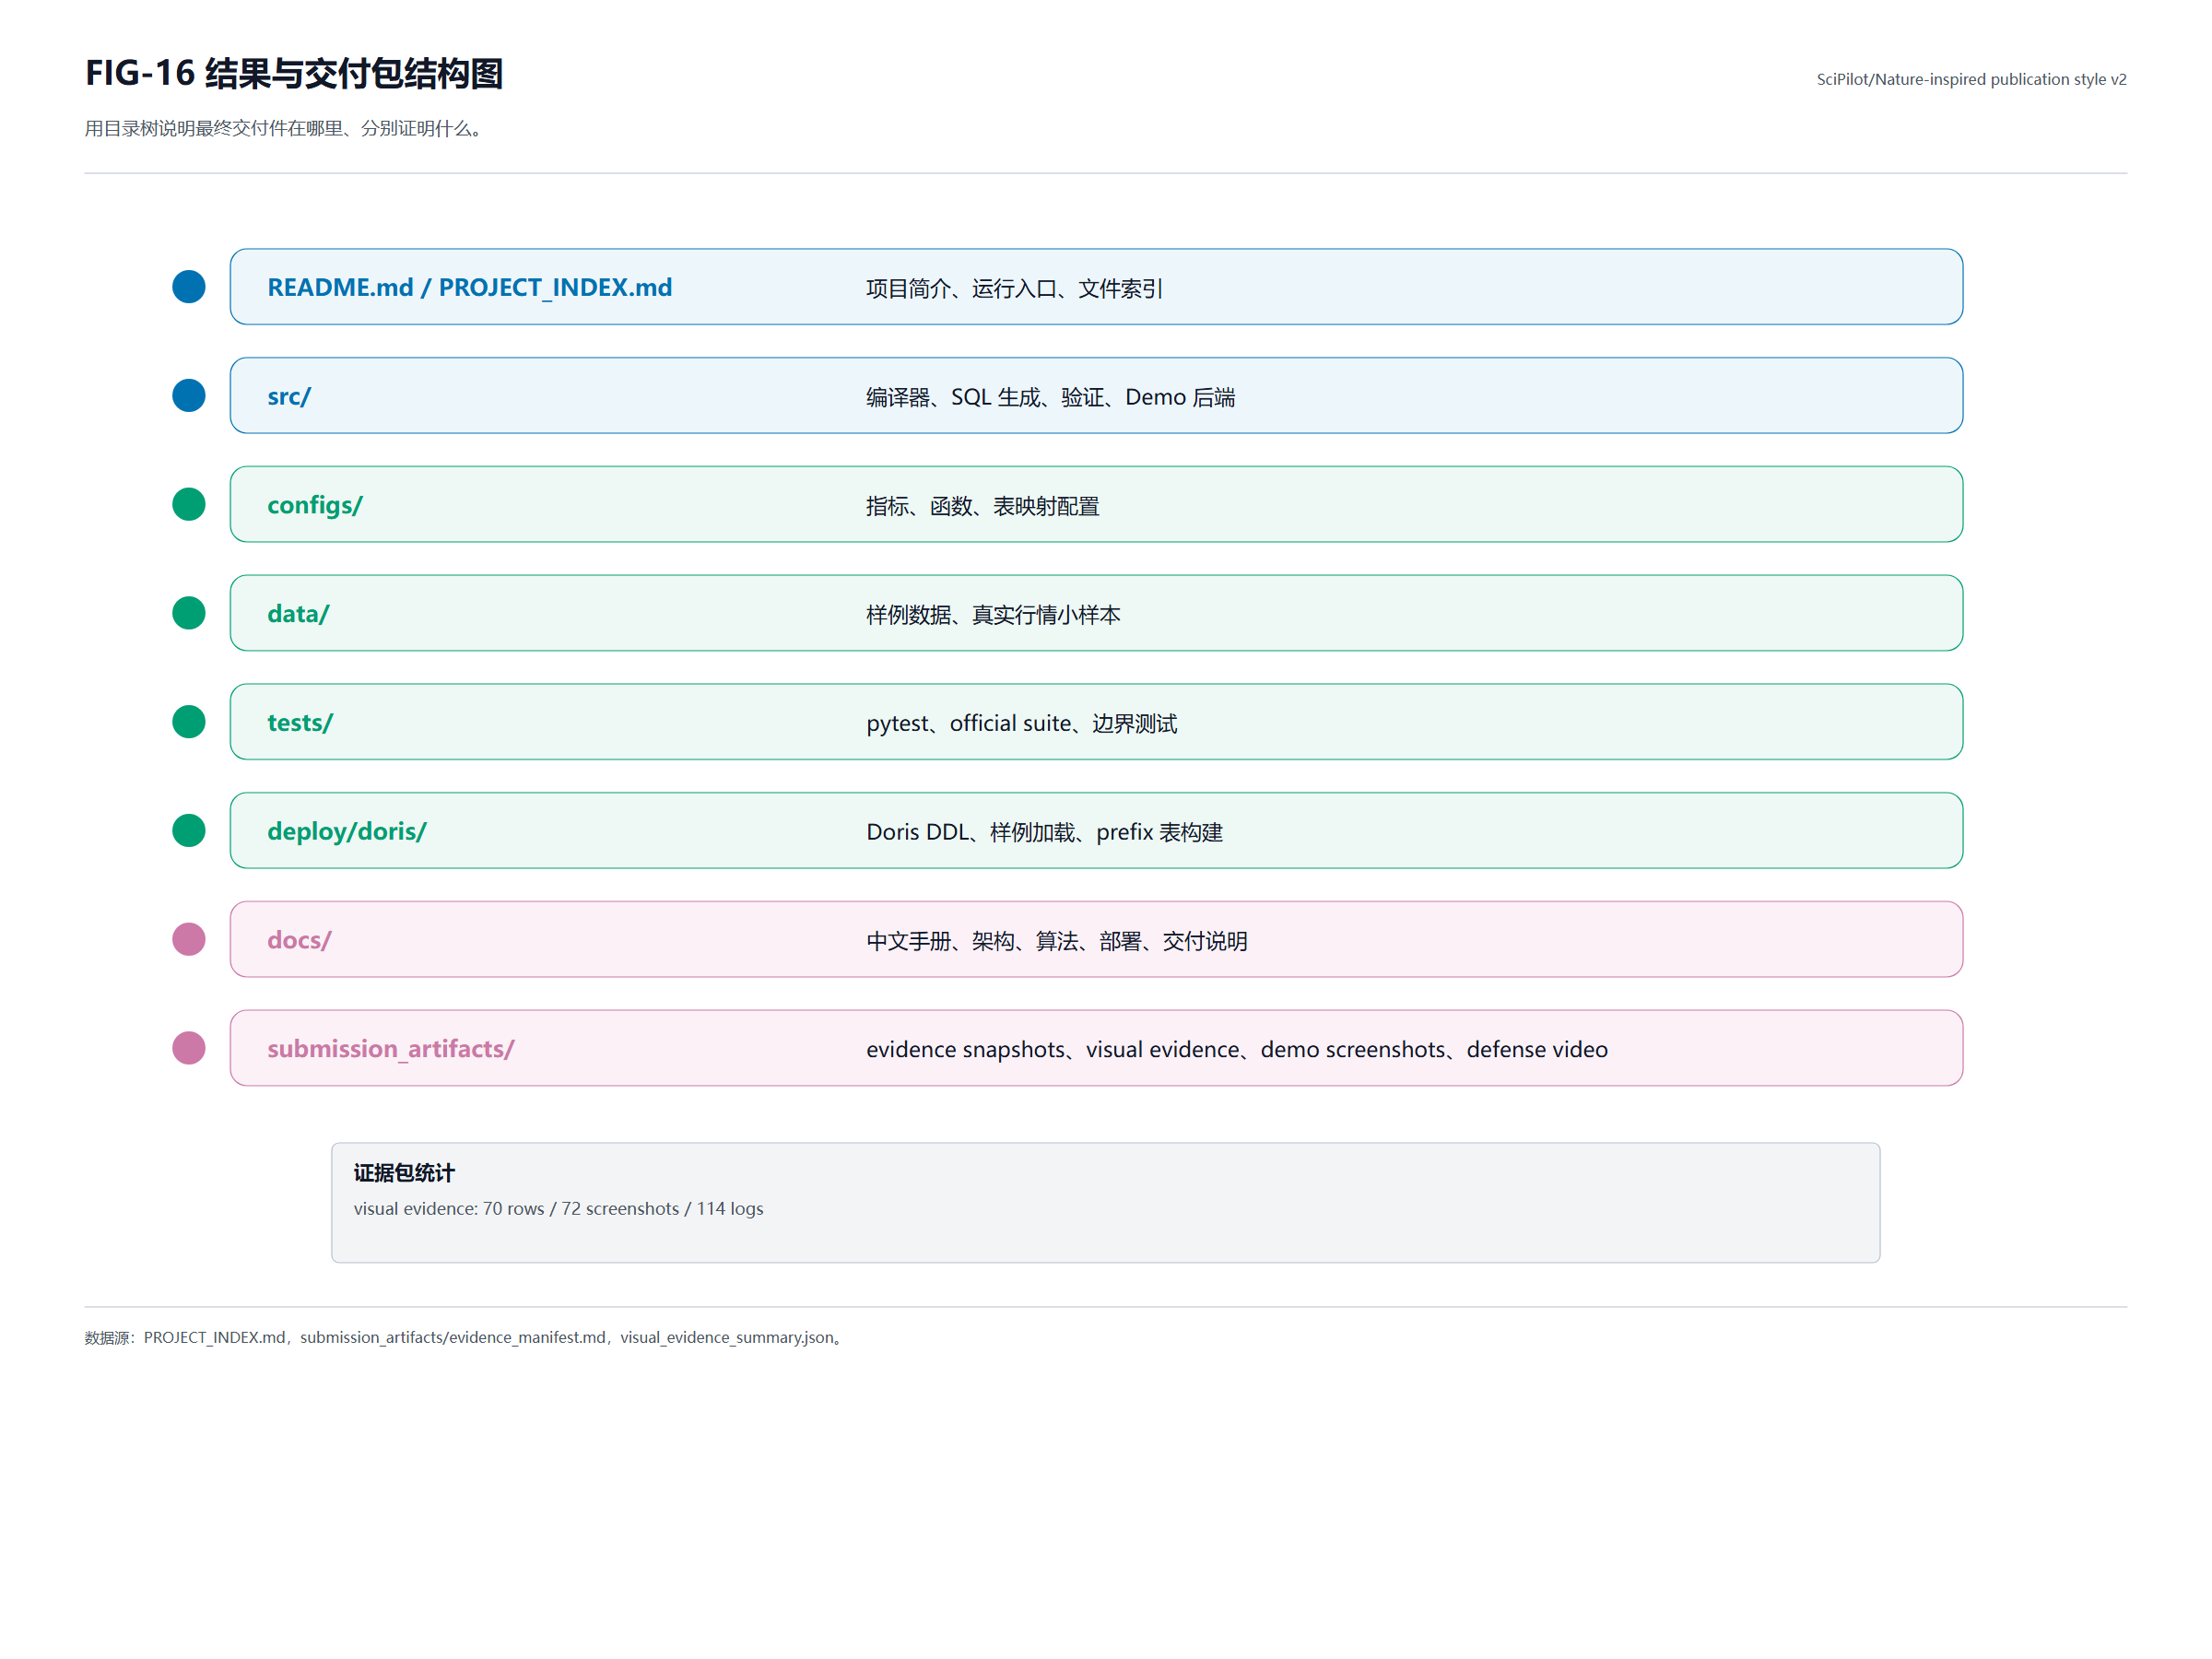 FIG-16 结果与交付包结构图
SciPilot/Nature-inspired publication style v2
用目录树说明最终交付件在哪里、分别证明什么。
README.md / PROJECT_INDEX.md
项目简介、运行入口、文件索引
src/
编译器、SQL 生成、验证、Demo 后端
configs/
指标、函数、表映射配置
data/
样例数据、真实行情小样本
tests/
pytest、official suite、边界测试
deploy/doris/
Doris DDL、样例加载、prefix 表构建
docs/
中文手册、架构、算法、部署、交付说明
submission_artifacts/
evidence snapshots、visual evidence、demo screenshots、defense video
证据包统计
visual evidence: 70 rows / 72 screenshots / 114 logs
数据源：PROJECT_INDEX.md，submission_artifacts/evidence_manifest.md，visual_evidence_summary.json。